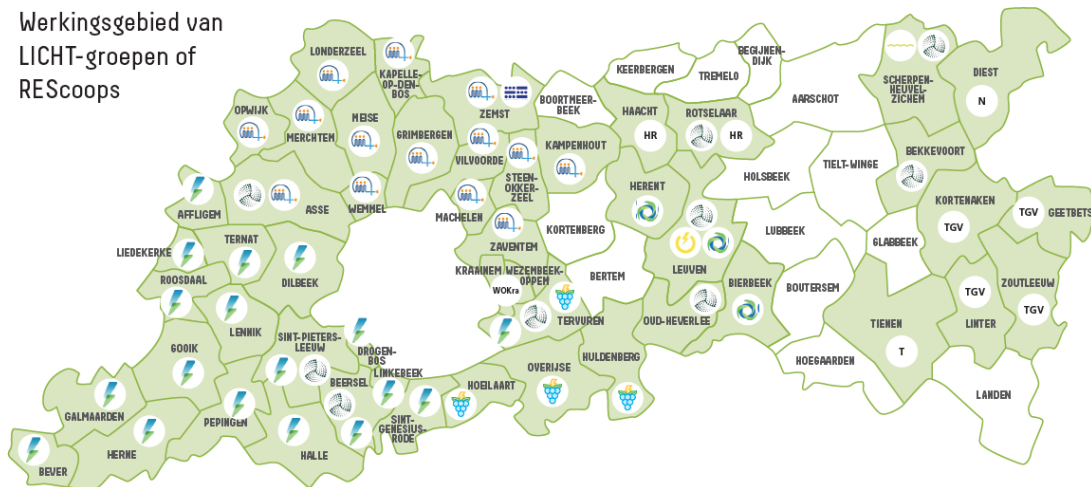 Werkingsgebied van
LICHT-groepen of
REScoops
LONDERZEEL
KAPELLE-
OP-DEN-
BOS
ZEMST
BOORTMEER-
BEEK
KEERBERGEN
TREMELO
BEGIJNEN-
DIJK
AARSCHOT
SCHERPEN-
HEUVEL-
ZICHEM
DIEST
N
OPWIJK
MERCHTEM
MEISE
GRIMBERGEN
VILVOORDE
STEEN-
OKKER-
ZEEL
KAMPENHOUT
HAACHT
HR
ROTSELAAR
HR
HOLSBEEK
TIELT-WINGE
BEKKEVOORT
KORTENAKEN
TGV
TGV
GEETBETS
AFFLIGEM
ASSE
WEMMEL
MACHELEN
ZAVENTEM
HERENT
KORTENBERG
LEUVEN
LUBBEEK
GLABBEEK
LIEDEKERKE
TERNAT
DILBEEK
KRAAINEM
WOKra
WEZEMBEEK-
OPPEM
BERTEM
BIERBEEK
BOUTERSEM
ZOUTLEEUW
TGV
TGV
LINTER
ROOSDAAL
LENNIK
SINT-PIETERS-
LEEUW
DROGEN-
BOS
TERVUREN
OUD-HEVERLEE
TIENEN
T
HOEGAARDEN
LANDEN
GOOIK
BEERSEL
LINKEBEEK
HOEILAART
OVERIJSE
HULDENBERG
GALMAARDEN
PEPINGEN
SINT-
GENESIUS-
RODE
HALLE
HERNE
BEVER